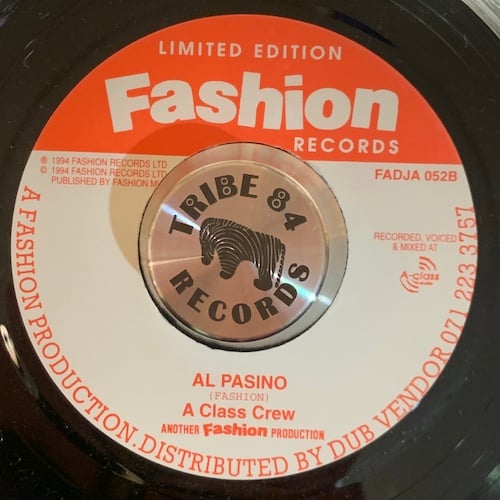 LIMITED EDITION
Fashion
RECORDS
℗ 1994 FASHION RECORDS LTD
© 1994 FASHION RECORDS LTD
PUBLISHED BY FASHION
FADJA 052B
RECORDED, VOICED
& MIXED AT
A-class
studio
TRIBE 84
RECORDS
AL PASINO
(FASHION)
A Class Crew
ANOTHER Fashion PRODUCTION
A FASHION PRODUCTION. DISTRIBUTED BY DUB VENDOR 071 223 3757